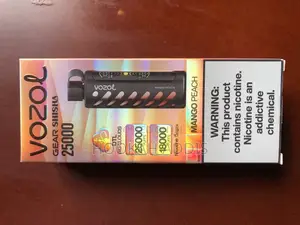 VOZOL
GEAR SHISHA
25000
VOZOL
MANGO PEACH
DTL
25000
18000
WARNING:
This product
contains nicotine.
Nicotine is an
addictive
chemical.